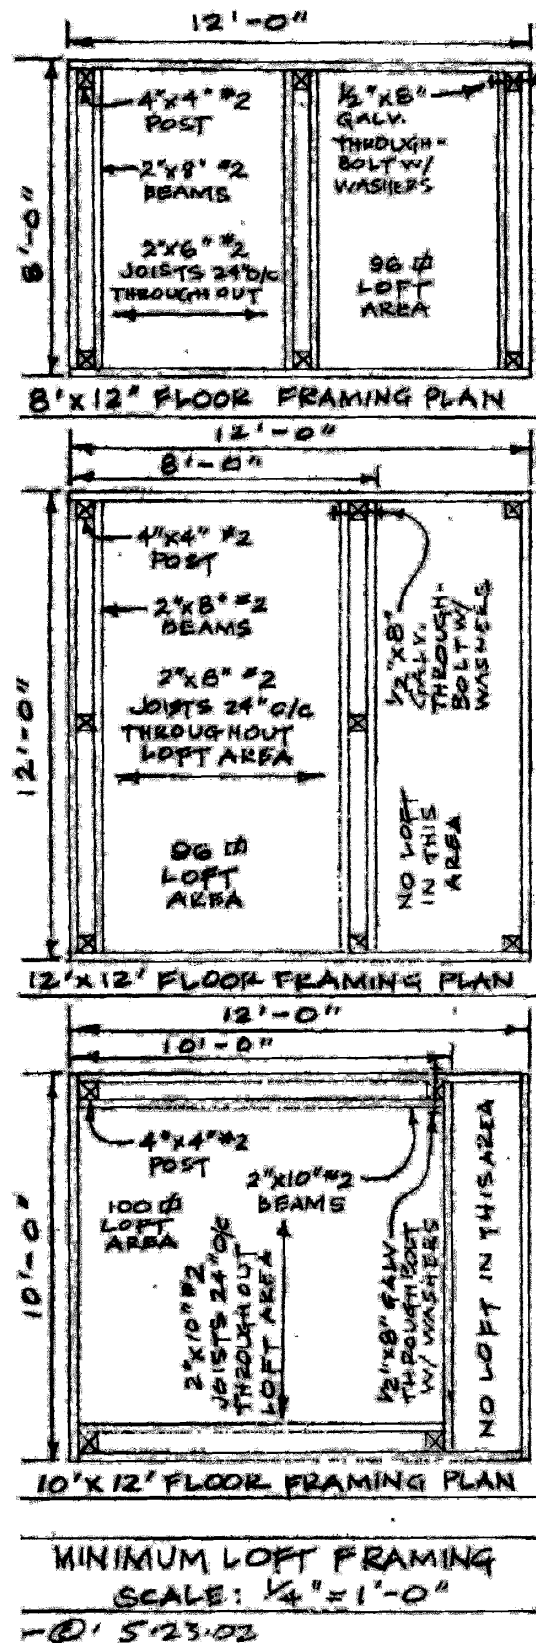 12'-0"
8'-0"
4"x4" #2
POST
2"x8" #2
BEAMS
2"x6" #2
JOISTS 24"o/c
THROUGHOUT
1/2"x8"
GALV.
THROUGH-
BOLT W/
WASHERS
96 ⏍
LOFT
AREA
8'x12" FLOOR FRAMING PLAN
12'-0"
8'-0"
12'-0"
4"x4" #2
POST
2"x8" #2
BEAMS
2"x8" #2
JOISTS 24" o/c
THROUGHOUT
LOFT AREA
96 ⏍
LOFT
AREA
1/2"x8"
GALV.
THROUGH-
BOLT W/
WASHERS
NO LOFT
IN THIS
AREA
12'x12' FLOOR FRAMING PLAN
12'-0"
10'-0"
10'-0"
4"x4" #2
POST
2"x10" #2
BEAMS
100 ⏍
LOFT
AREA
2"x10" #2
JOISTS 24" o/c
THROUGHOUT
LOFT AREA
1/2"x8" GALV
THROUGHBOLT
W/ WASHERS
NO LOFT IN THIS AREA
10'x12' FLOOR FRAMING PLAN
MINIMUM LOFT FRAMING
SCALE: 1/4"=1'-0"
5.23.02